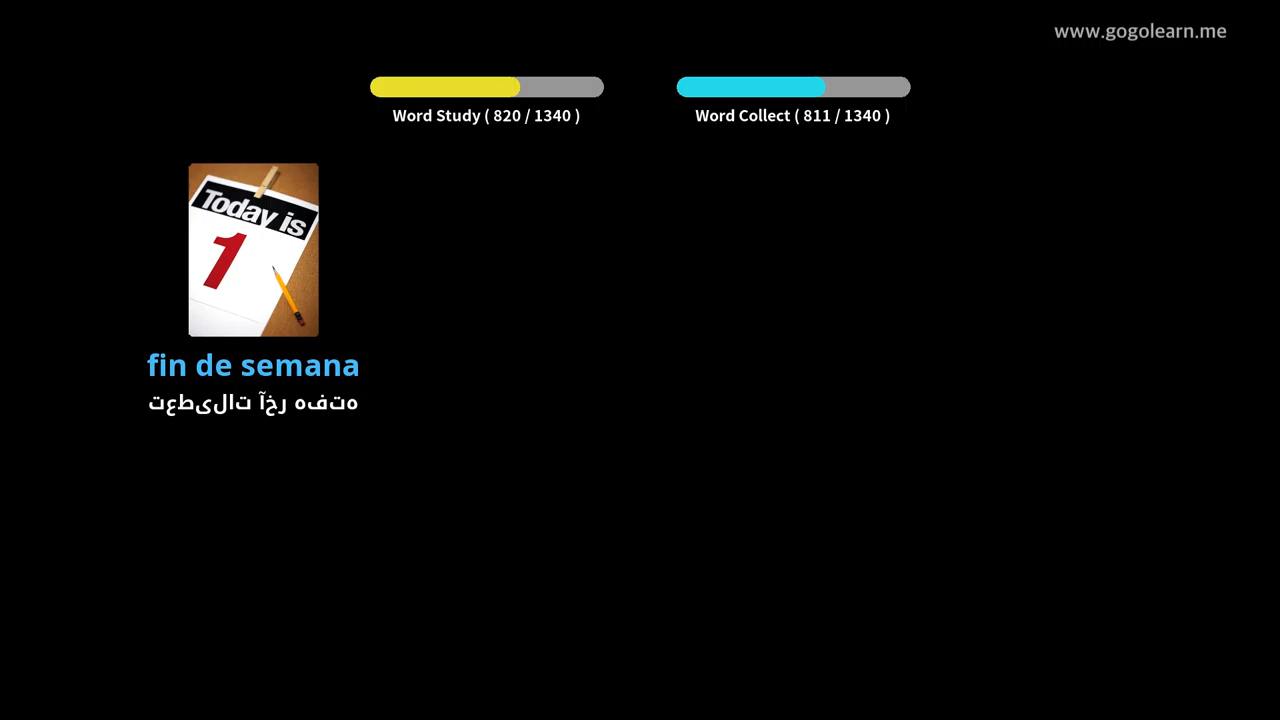 www.gogolearn.me
Word Study ( 820 / 1340 )
Word Collect ( 811 / 1340 )
Today is
1
fin de semana
تعطیلات آخر هفته